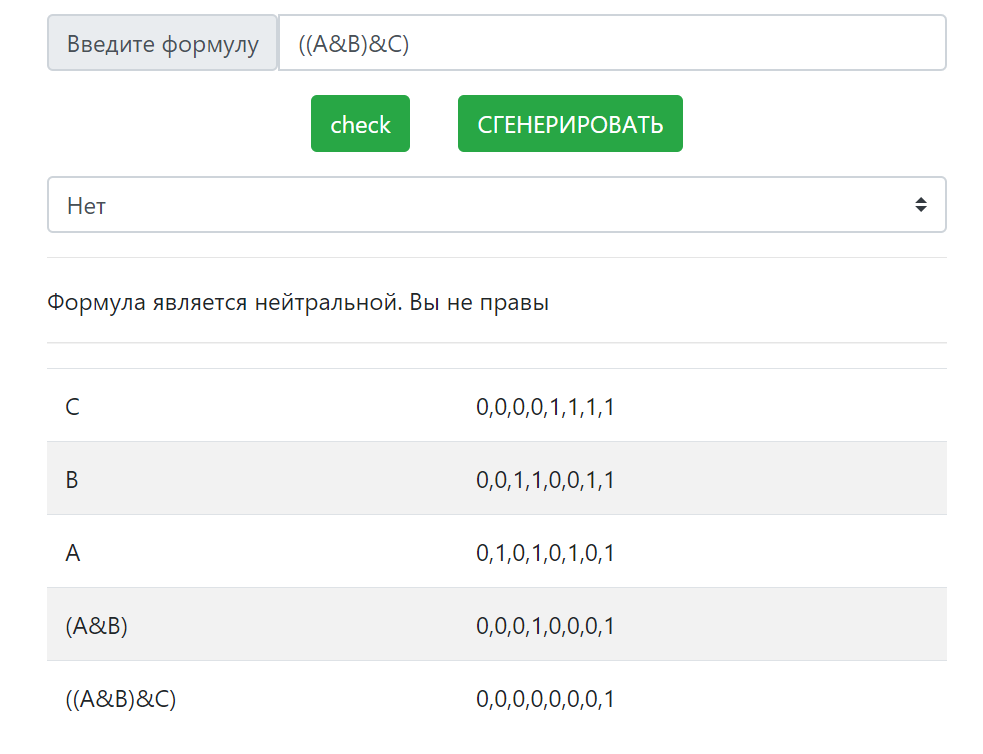 Введите формулу ((A&B)&C)
check СГЕНЕРИРОВАТЬ
Нет
Формула является нейтральной. Вы не правы
C 0,0,0,0,1,1,1,1
B 0,0,1,1,0,0,1,1
A 0,1,0,1,0,1,0,1
(A&B) 0,0,0,1,0,0,0,1
((A&B)&C) 0,0,0,0,0,0,0,1